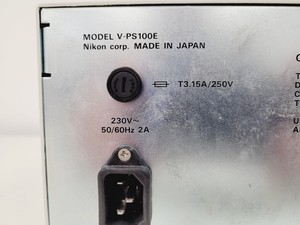 MODEL V-PS100E
Nikon corp. MADE IN JAPAN
T3.15A/250V
230V~
50/60Hz 2A